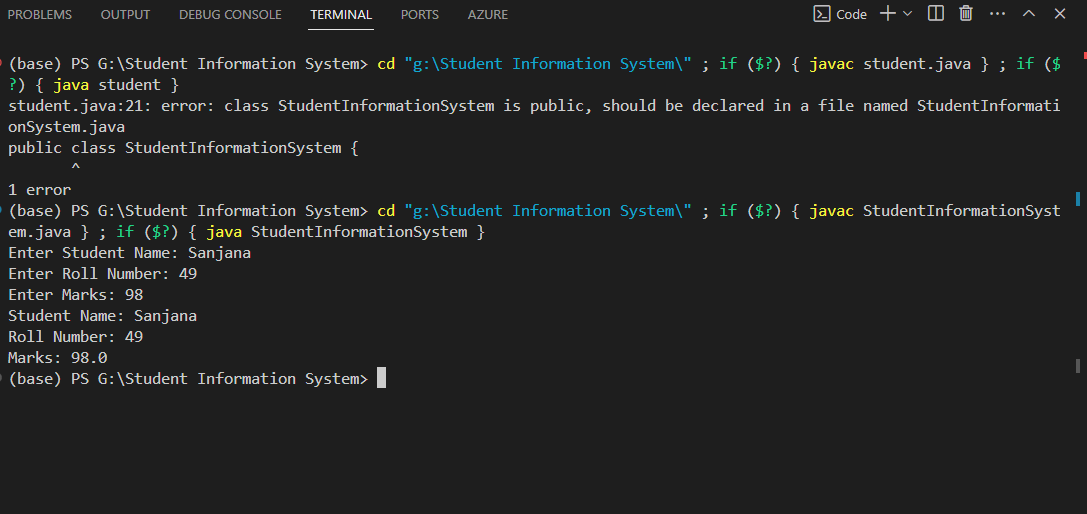 PROBLEMS OUTPUT DEBUG CONSOLE TERMINAL PORTS AZURE Code
(base) PS G:\Student Information System> cd "g:\Student Information System\" ; if ($?) { javac student.java } ; if ($
?) { java student }
student.java:21: error: class StudentInformationSystem is public, should be declared in a file named StudentInformati
onSystem.java
public class StudentInformationSystem {
       ^
1 error
(base) PS G:\Student Information System> cd "g:\Student Information System\" ; if ($?) { javac StudentInformationSyst
em.java } ; if ($?) { java StudentInformationSystem }
Enter Student Name: Sanjana
Enter Roll Number: 49
Enter Marks: 98
Student Name: Sanjana
Roll Number: 49
Marks: 98.0
(base) PS G:\Student Information System>